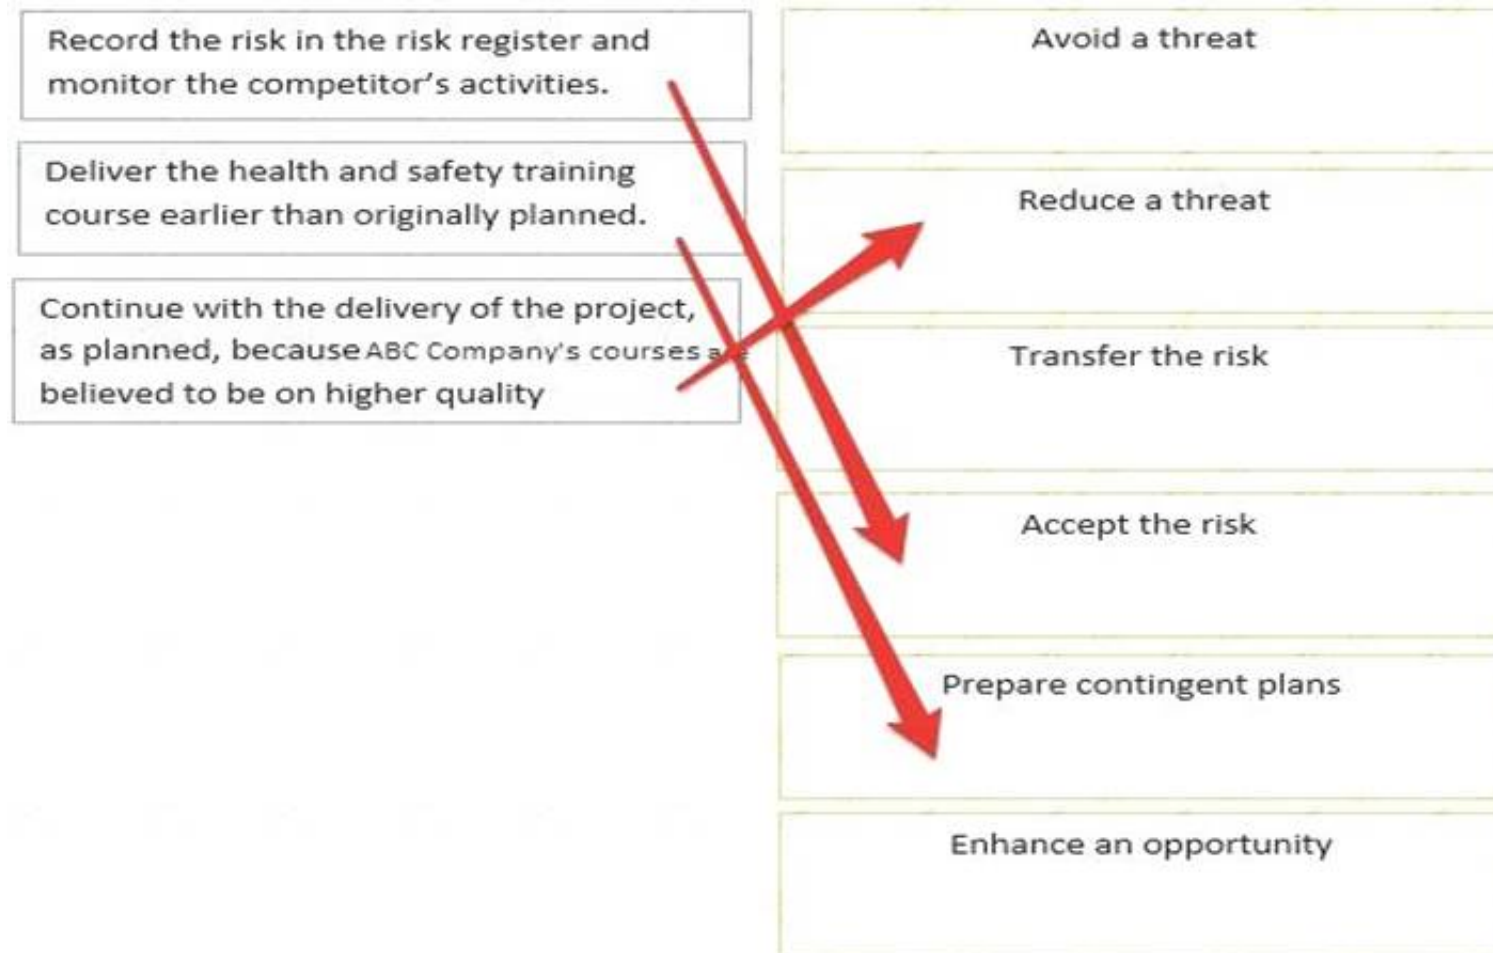 Record the risk in the risk register and
monitor the competitor's activities.
Deliver the health and safety training
course earlier than originally planned.
Continue with the delivery of the project,
as planned, because ABC Company's courses are
believed to be on higher quality
Avoid a threat
Reduce a threat
Transfer the risk
Accept the risk
Prepare contingent plans
Enhance an opportunity